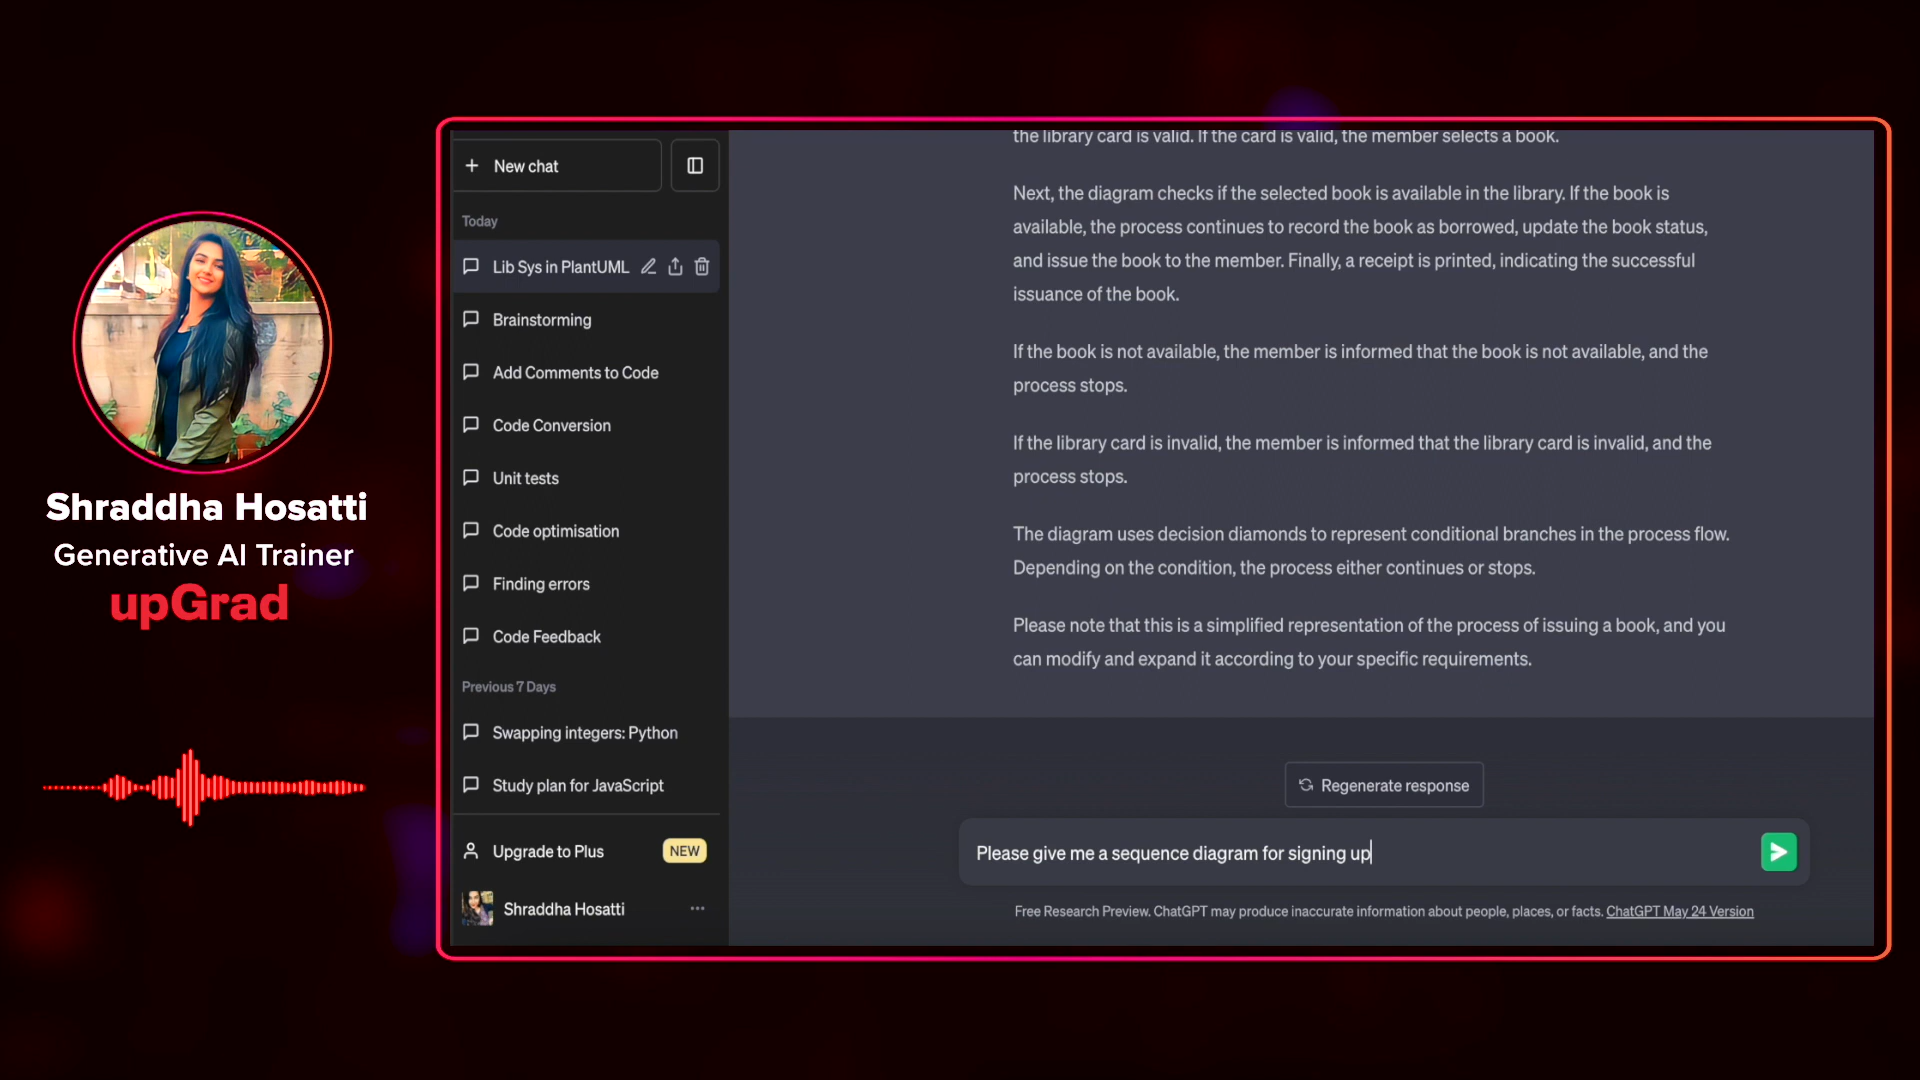 Shraddha Hosatti
Generative AI Trainer
upGrad
New chat
Today
Lib Sys in PlantUML
Brainstorming
Add Comments to Code
Code Conversion
Unit tests
Code optimisation
Finding errors
Code Feedback
Previous 7 Days
Swapping integers: Python
Study plan for JavaScript
Upgrade to Plus NEW
Shraddha Hosatti
the library card is valid. If the card is valid, the member selects a book.
Next, the diagram checks if the selected book is available in the library. If the book is
available, the process continues to record the book as borrowed, update the book status,
and issue the book to the member. Finally, a receipt is printed, indicating the successful
issuance of the book.
If the book is not available, the member is informed that the book is not available, and the
process stops.
If the library card is invalid, the member is informed that the library card is invalid, and the
process stops.
The diagram uses decision diamonds to represent conditional branches in the process flow.
Depending on the condition, the process either continues or stops.
Please note that this is a simplified representation of the process of issuing a book, and you
can modify and expand it according to your specific requirements.
Regenerate response
Please give me a sequence diagram for signing up
Free Research Preview. ChatGPT may produce inaccurate information about people, places, or facts. ChatGPT May 24 Version